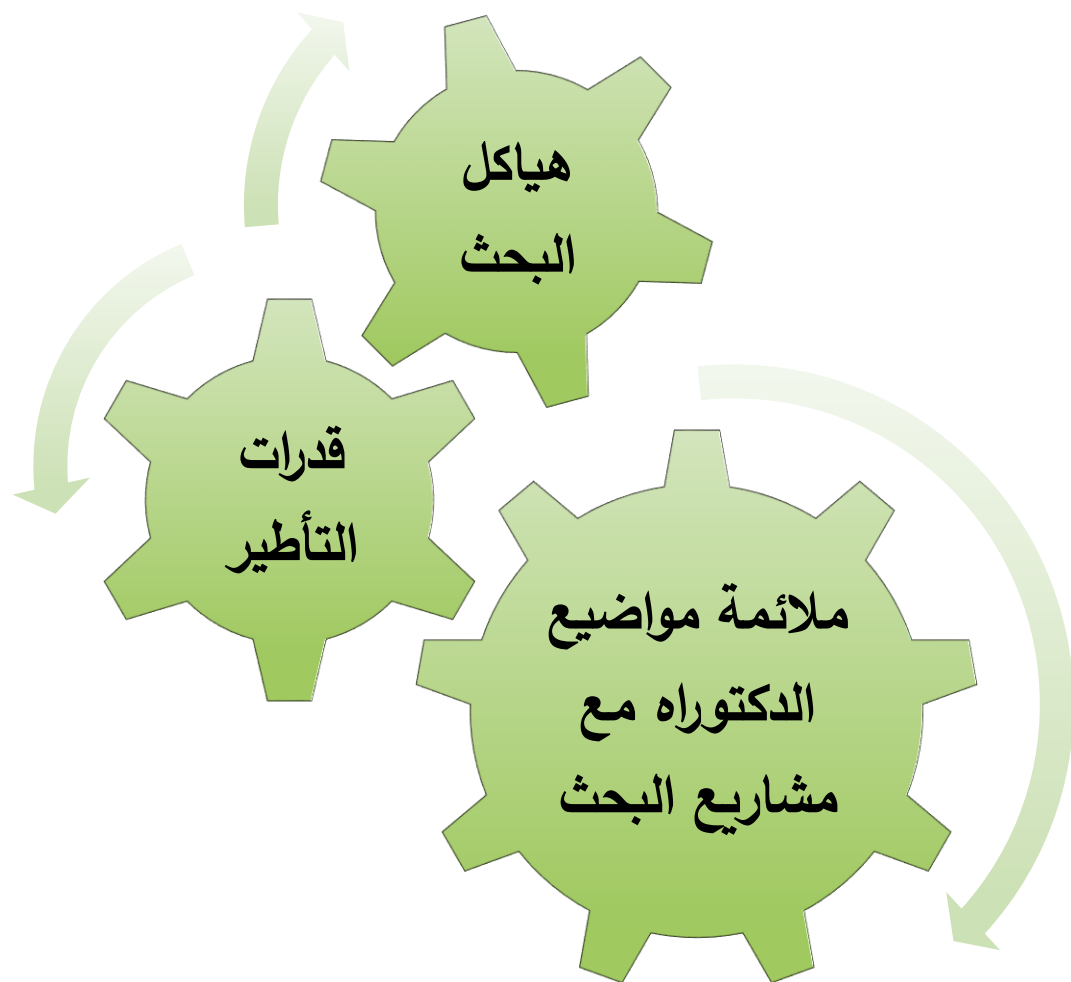 هياكل
البحث
قدرات
التأطير
ملائمة مواضيع
الدكتوراه مع
مشاريع البحث